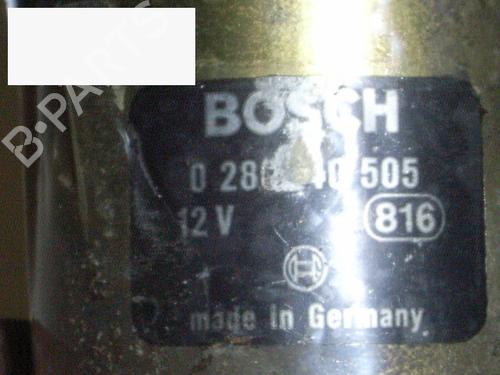 B-PARTS
BOSCH
0 280 505
12 V 816
made in Germany